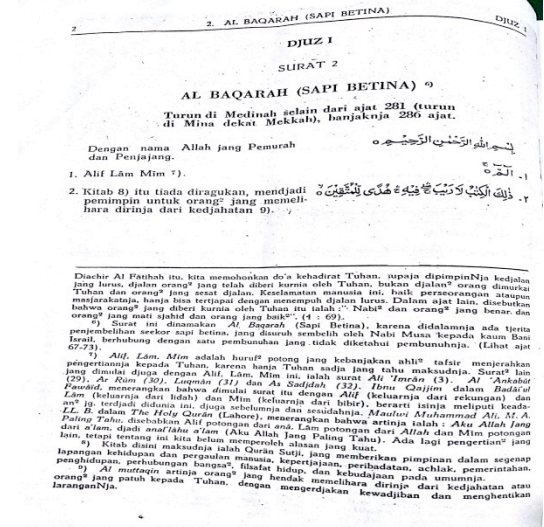 2
2. AL BAQARAH (SAPI BETINA)
DJUZ 1
DJUZ I
SURAT 2
AL BAQARAH (SAPI BETINA) 6)
Turun di Medinah selain dari ajat 281 (turun
di Mina dekat Mekkah), banjaknja 286 ajat.
Dengan nama Allah jang Pemurah
dan Penjajang.
بِسْمِ اللهِ الرَّحْمٰنِ الرَّحِيْمِ ٥
1. Alif Lâm Mîm 7).
١- الٓمّٓ ٥
2. Kitab 8) itu tiada diragukan, mendjadi
pemimpin untuk orang² jang memeli-
hara dirinja dari kedjahatan 9).
٢- ذٰلِكَ الْكِتٰبُ لَا رَيْبَ فِيْهِ هُدًى لِّلْمُتَّقِيْنَ ٥
Diachir Al Fâtihah itu, kita memohonkan do'a kehadirat Tuhan, supaja dipimpinNja kedjalan
jang lurus, djalan orang² jang telah diberi kurnia oleh Tuhan, bukan djalan² orang dimurkai
Tuhan dan orang² jang sesat djalan. Keselamatan manusia ini, baik perseorangan ataupun
masjarakatnja, hanja bisa tertjapai dengan menempuh djalan lurus. Dalam ajat lain, disebutkan
bahwa orang² jang diberi kurnia oleh Tuhan itu ialah :" Nabi² dan orang² jang benar, dan
orang² jang mati sjahid dan orang jang baik²". (4 : 69).
6) Surat ini dinamakan Al Baqarah (Sapi Betina), karena didalamnja ada tjerita
penjembelihan seekor sapi betina, jang disuruh sembelih oleh Nabi Musa kepada kaum Bani
Israil, berhubung dengan satu pembunuhan jang tidak diketahui pembunuhnja. (Lihat ajat
67-73).
7) Alif, Lâm, Mîm adalah huruf² potong jang kebanjakan ahli² tafsir menjerahkan
pengertiannja kepada Tuhan, karena hanja Tuhan sadja jang tahu maksudnja. Surat² lain
jang dimulai djuga dengan Alif, Lâm, Mîm ini, ialah surat Ali 'Imrân (3). Al 'Ankabût
(29), Ar Rûm (30), Luqmân (31) dan As Sadjdah (32). Ibnu Qajjim dalam Badâ'ul
Fawâid, menerangkan bahwa dimulai surat itu dengan Alif (keluarnja dari rekungan) dan
Lâm (keluarnja dari lidah) dan Mîm (keluarnja dari bibir), berarti isinja meliputi keada-
an² jg. terdjadi didunia ini, djuga sebelumnja dan sesudahnja. Maulwi Muhammad Ali, M. A.
LL. B. dalam The Holy Qurân (Lahore), menerangkan bahwa artinja ialah : Aku Allah Jang
Paling Tahu, disebabkan Alif potongan dari anâ, Lâm potongan dari Allah dan Mîm potongan
dari a'lam, djadi anal'lâhu a'lam (Aku Allah Jang Paling Tahu). Ada lagi pengertian² jang
lain, tetapi tentang ini kita belum memperoleh alasan jang kuat.
8) Kitab disini maksudnja ialah Qurân Sutji, jang memberikan pimpinan dalam segenap
lapangan kehidupan dan pergaulan manusia, kepertjajaan, peribadatan, achlak, pemerintahan,
penghidupan, perhubungan bangsa², filsafat hidup, dan kebudajaan pada umumnja.
9) Al muttaqîn artinja orang² jang hendak memelihara dirinja dari kedjahatan atau
orang² jang patuh kepada Tuhan, dengan mengerdjakan kewadjiban dan menghentikan
laranganNja.